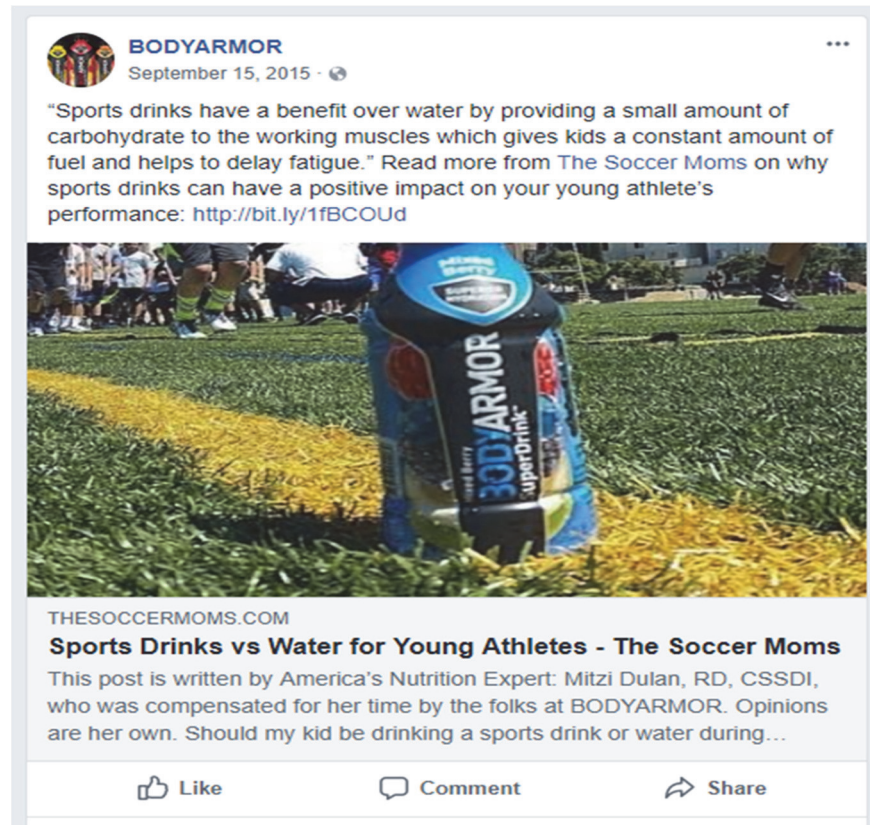 BODYARMOR
September 15, 2015 ·
“Sports drinks have a benefit over water by providing a small amount of
carbohydrate to the working muscles which gives kids a constant amount of
fuel and helps to delay fatigue.” Read more from The Soccer Moms on why
sports drinks can have a positive impact on your young athlete’s
performance: http://bit.ly/1fBCOUd
Mixed
Berry
SUPERIOR
HYDRATION
Mixed Berry
BODYARMOR
SuperDrink™
THESOCCERMOMS.COM
Sports Drinks vs Water for Young Athletes - The Soccer Moms
This post is written by America’s Nutrition Expert: Mitzi Dulan, RD, CSSDI,
who was compensated for her time by the folks at BODYARMOR. Opinions
are her own. Should my kid be drinking a sports drink or water during...
Like
Comment
Share